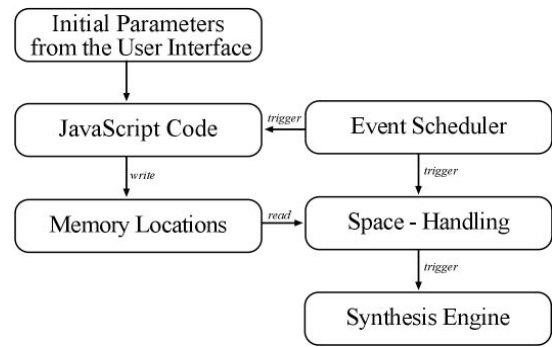 Initial Parameters
from the User Interface
trigger
JavaScript Code
Event Scheduler
write
trigger
Memory Locations
read
Space - Handling
trigger
Synthesis Engine